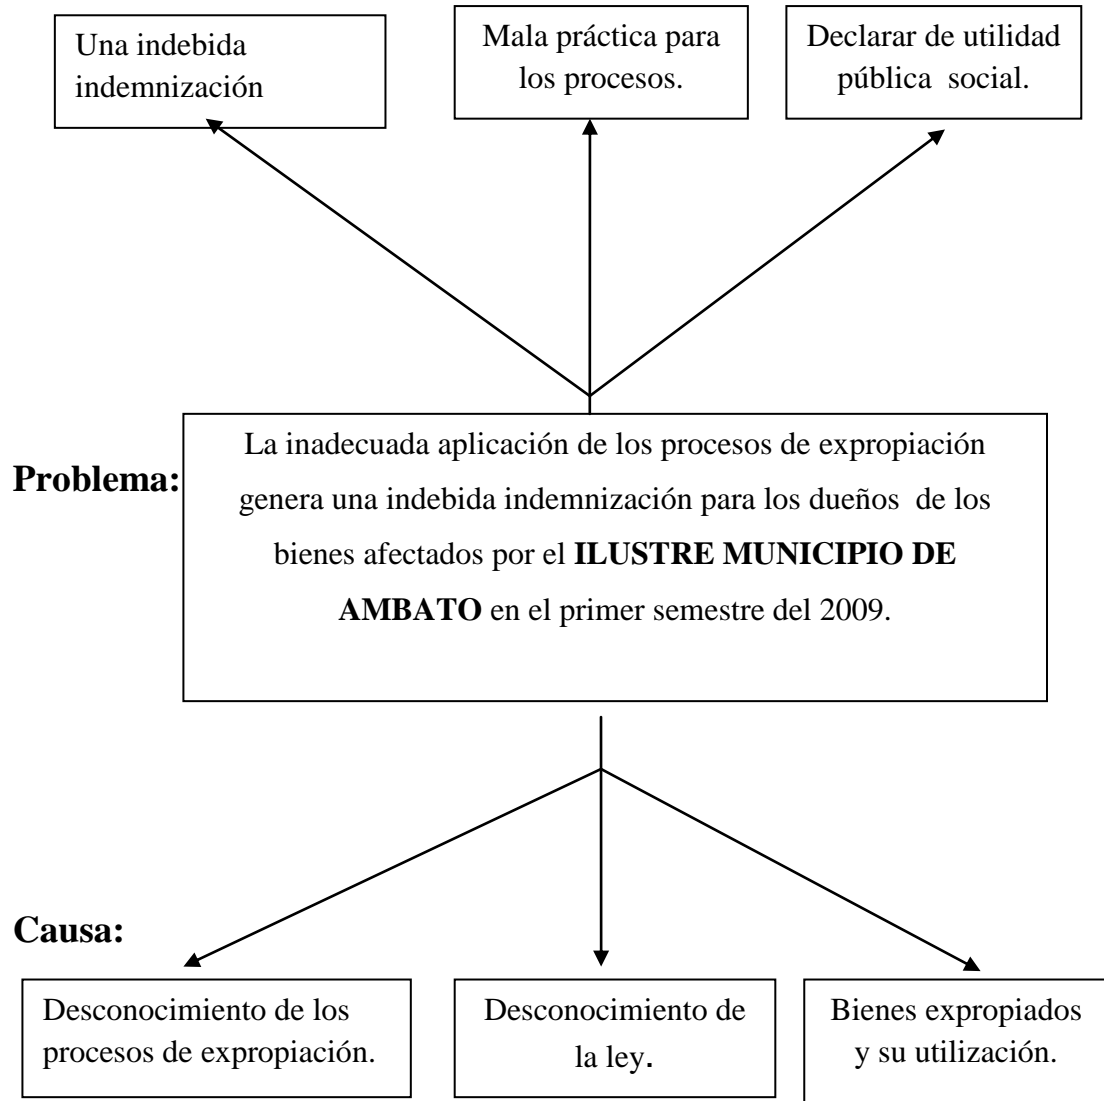 Una indebida
indemnización
Mala práctica para
los procesos.
Declarar de utilidad
pública social.
Problema:
La inadecuada aplicación de los procesos de expropiación
genera una indebida indemnización para los dueños de los
bienes afectados por el ILUSTRE MUNICIPIO DE
AMBATO en el primer semestre del 2009.
Causa:
Desconocimiento de los
procesos de expropiación.
Desconocimiento de
la ley.
Bienes expropiados
y su utilización.